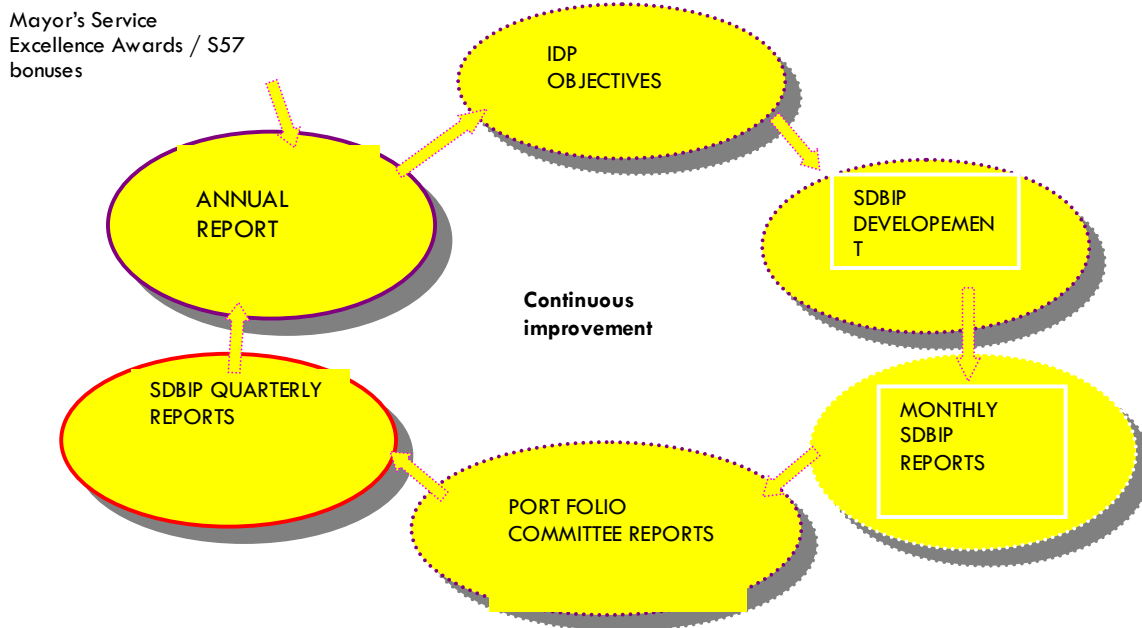 Mayor's Service
Excellence Awards / S57
bonuses
IDP
OBJECTIVES
ANNUAL
REPORT
SDBIP
DEVELOPEMEN
T
Continuous
improvement
SDBIP QUARTERLY
REPORTS
MONTHLY
SDBIP
REPORTS
PORT FOLIO
COMMITTEE REPORTS